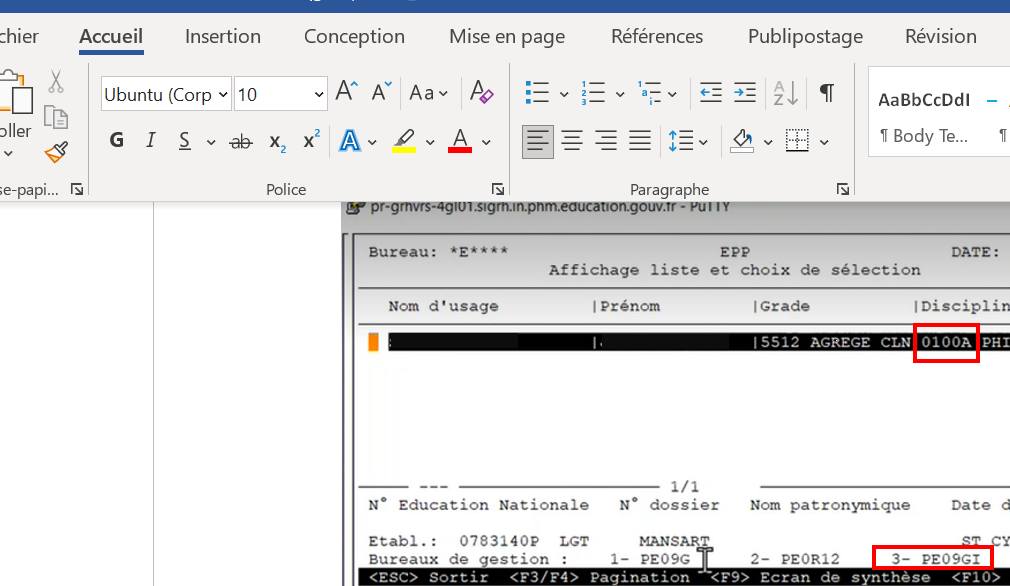 chier Accueil Insertion Conception Mise en page Références Publipostage Révision
Ubuntu (Corp 10 A A Aa A AaBbCcDdI
oller G I S ab x2 x2 A A ¶ ¶ Body Te... ¶
se-papi... Police Paragraphe
pr-grhvrs-4gl01.sigrh.in.phm.education.gouv.fr - PuTTY
Bureau: *E**** EPP DATE:
Affichage liste et choix de sélection
Nom d'usage |Prénom |Grade |Disciplin
|5512 AGREGE CLN 0100A PHI
1/1
N° Education Nationale N° dossier Nom patronymique Date d
Etabl.: 0783140P LGT MANSART ST CY
Bureaux de gestion : 1- PE09G 2- PE0R12 3- PE09GI
<ESC> Sortir <F3/F4> Pagination <F9> Ecran de synthèse <F10>